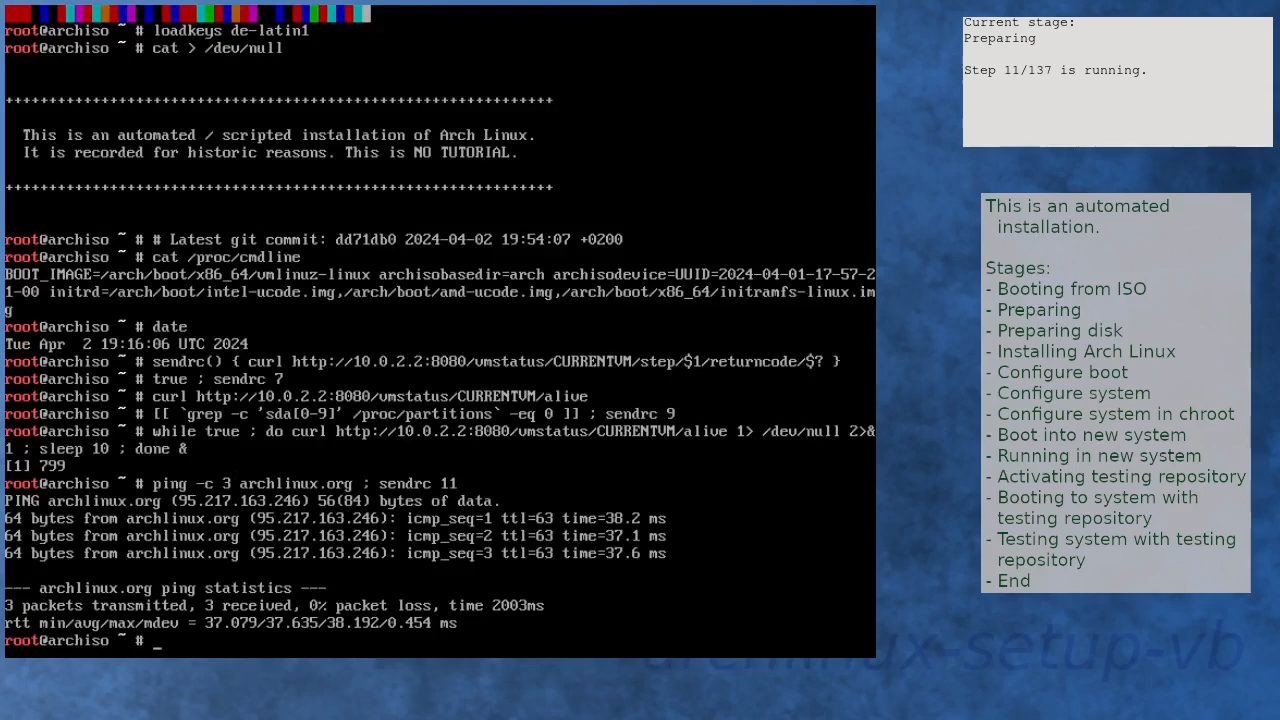 root@archiso ~ # loadkeys de-latin1
root@archiso ~ # cat > /dev/null
+++++++++++++++++++++++++++++++++++++++++++++++++++++++++++++++
This is an automated / scripted installation of Arch Linux.
It is recorded for historic reasons. This is NO TUTORIAL.
+++++++++++++++++++++++++++++++++++++++++++++++++++++++++++++++
root@archiso ~ # # Latest git commit: dd71db0 2024-04-02 19:54:07 +0200
root@archiso ~ # cat /proc/cmdline
BOOT_IMAGE=/arch/boot/x86_64/vmlinuz-linux archisobasedir=arch archisodevice=UUID=2024-04-01-17-57-2
1-00 initrd=/arch/boot/intel-ucode.img,/arch/boot/amd-ucode.img,/arch/boot/x86_64/initramfs-linux.im
g
root@archiso ~ # date
Tue Apr  2 19:16:06 UTC 2024
root@archiso ~ # sendrc() { curl http://10.0.2.2:8080/vmstatus/CURRENTVM/step/$1/returncode/$? }
root@archiso ~ # true ; sendrc 7
root@archiso ~ # curl http://10.0.2.2:8080/vmstatus/CURRENTVM/alive
root@archiso ~ # [[ `grep -c 'sda[0-9]' /proc/partitions` -eq 0 ]] ; sendrc 9
root@archiso ~ # while true ; do curl http://10.0.2.2:8080/vmstatus/CURRENTVM/alive 1> /dev/null 2>&
1 ; sleep 10 ; done &
[1] 799
root@archiso ~ # ping -c 3 archlinux.org ; sendrc 11
PING archlinux.org (95.217.163.246) 56(84) bytes of data.
64 bytes from archlinux.org (95.217.163.246): icmp_seq=1 ttl=63 time=38.2 ms
64 bytes from archlinux.org (95.217.163.246): icmp_seq=2 ttl=63 time=37.1 ms
64 bytes from archlinux.org (95.217.163.246): icmp_seq=3 ttl=63 time=37.6 ms
--- archlinux.org ping statistics ---
3 packets transmitted, 3 received, 0% packet loss, time 2003ms
rtt min/avg/max/mdev = 37.079/37.635/38.192/0.454 ms
root@archiso ~ # _
Current stage:
Preparing
Step 11/137 is running.
This is an automated
installation.
Stages:
- Booting from ISO
- Preparing
- Preparing disk
- Installing Arch Linux
- Configure boot
- Configure system
- Configure system in chroot
- Boot into new system
- Running in new system
- Activating testing repository
- Booting to system with
testing repository
- Testing system with testing
repository
- End
archlinux-setup-vb